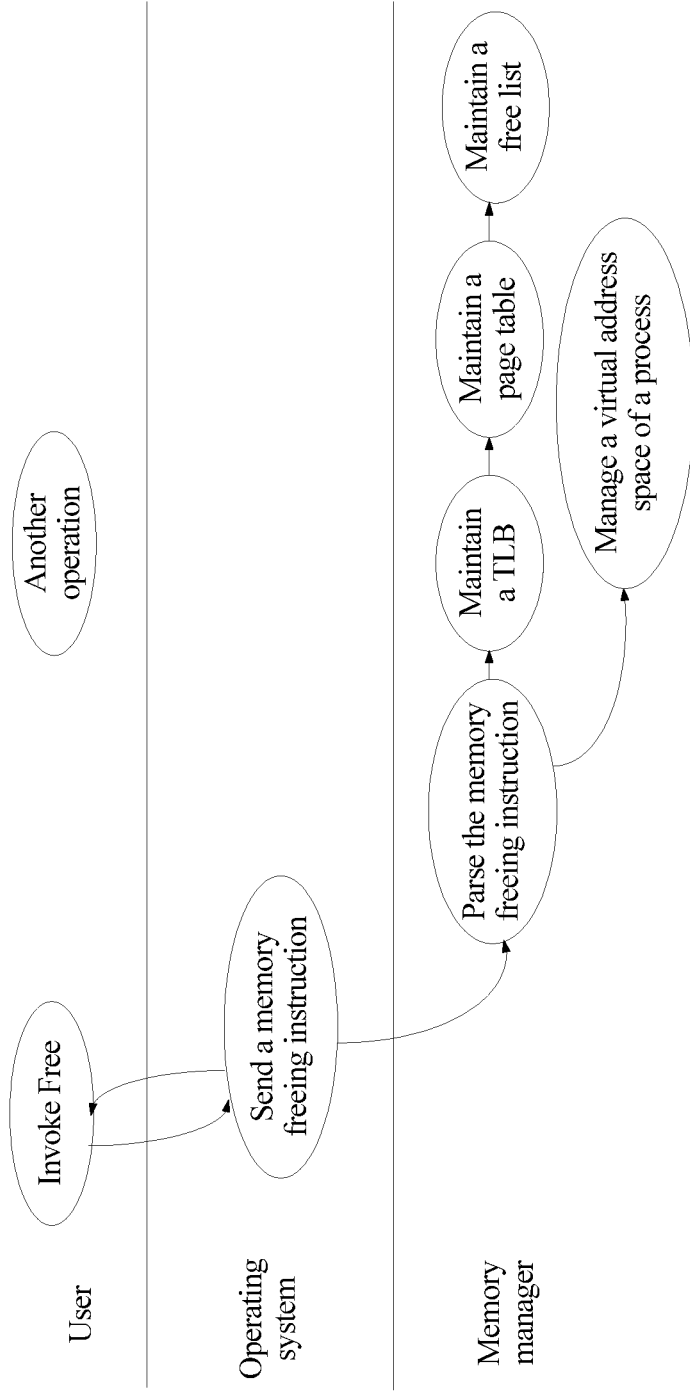 User
Invoke Free
Another
operation
Operating
system
Send a memory
freeing instruction
Memory
manager
Parse the memory
freeing instruction
Maintain
a TLB
Maintain a
page table
Maintain a
free list
Manage a virtual address
space of a process